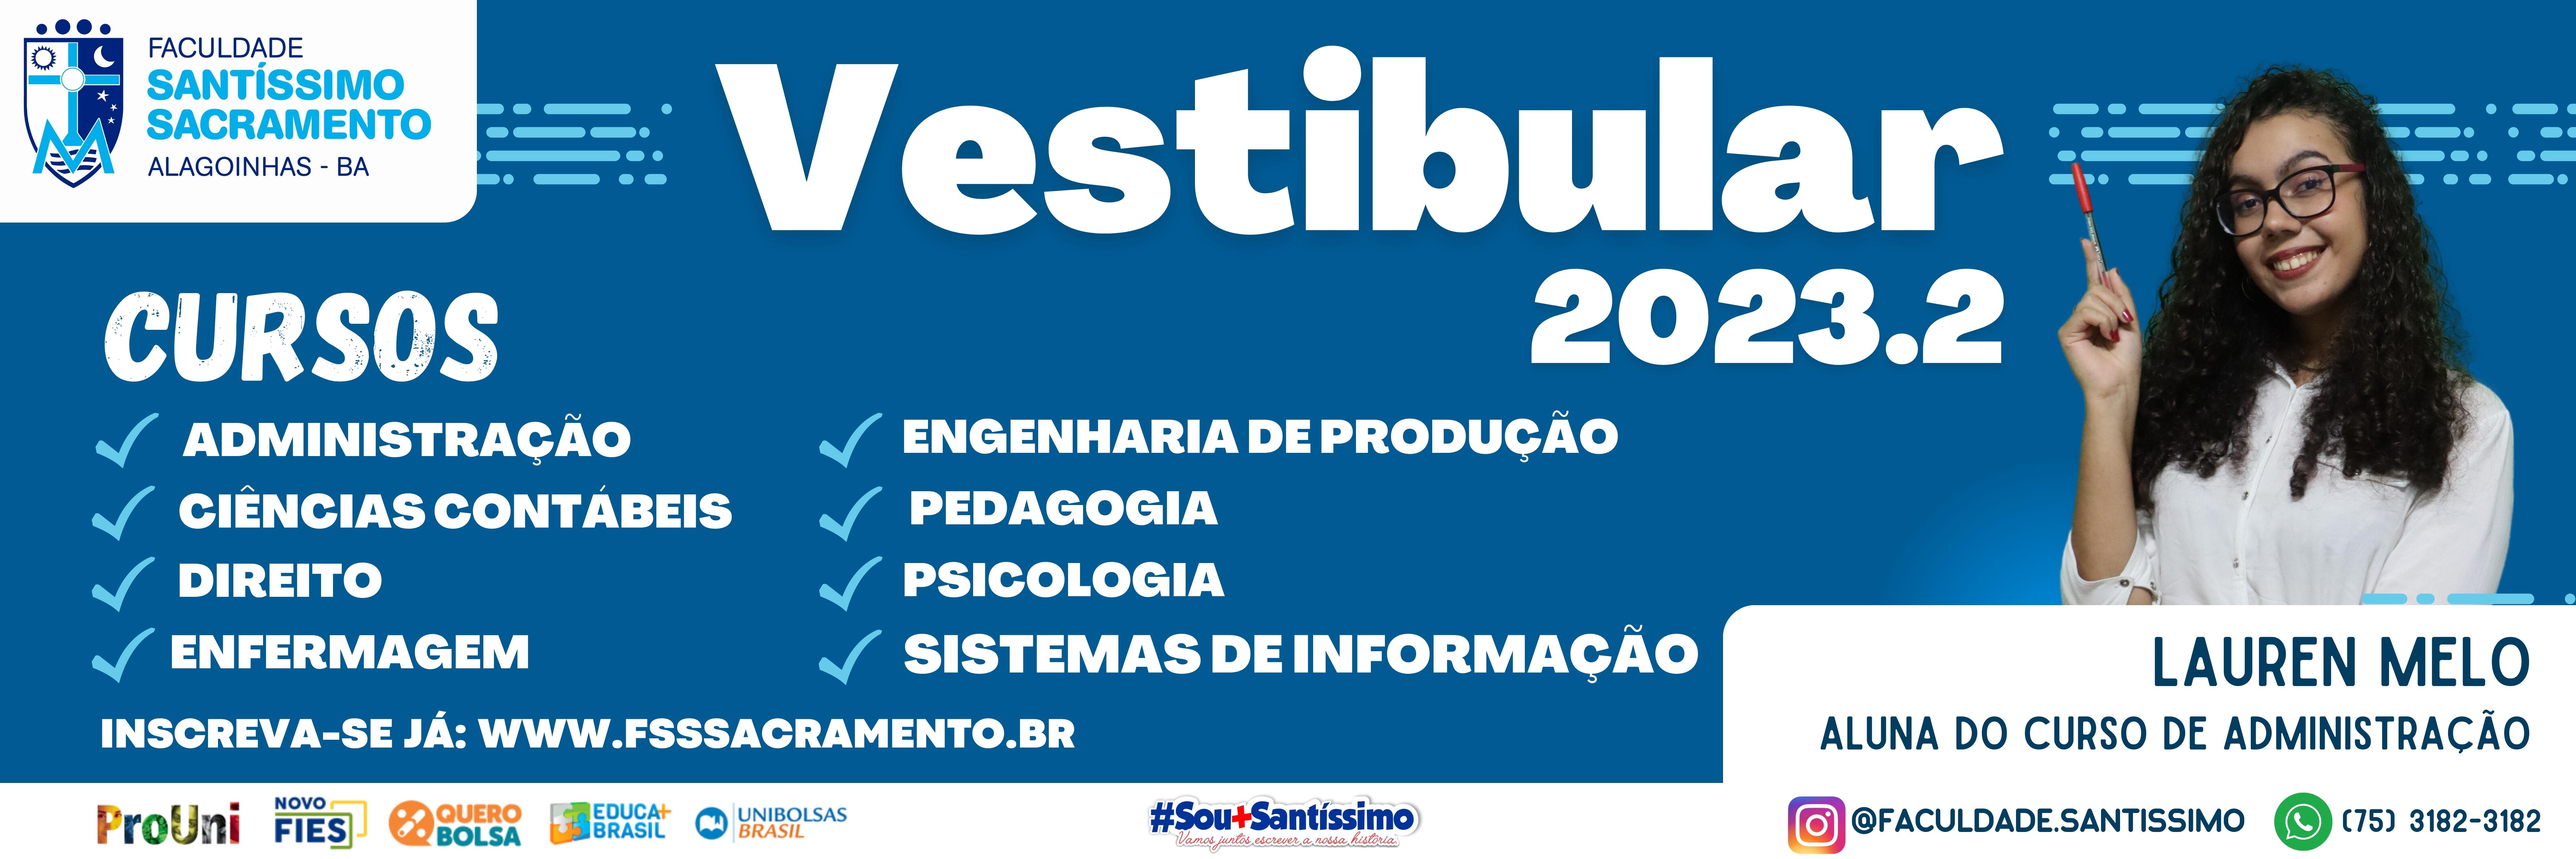 FACULDADE
SANTÍSSIMO
SACRAMENTO
ALAGOINHAS - BA
Vestibular
2023.2
CURSOS
ADMINISTRAÇÃO
CIÊNCIAS CONTÁBEIS
DIREITO
ENFERMAGEM
ENGENHARIA DE PRODUÇÃO
PEDAGOGIA
PSICOLOGIA
SISTEMAS DE INFORMAÇÃO
INSCREVA-SE JÁ: WWW.FSSSACRAMENTO.BR
LAUREN MELO
ALUNA DO CURSO DE ADMINISTRAÇÃO
ProUni
NOVO
FIES
QUERO
BOLSA
EDUCA+
BRASIL
UNIBOLSAS
BRASIL
#Sou+Santíssimo
Vamos juntos escrever a nossa história.
@FACULDADE.SANTISSIMO
(75) 3182-3182